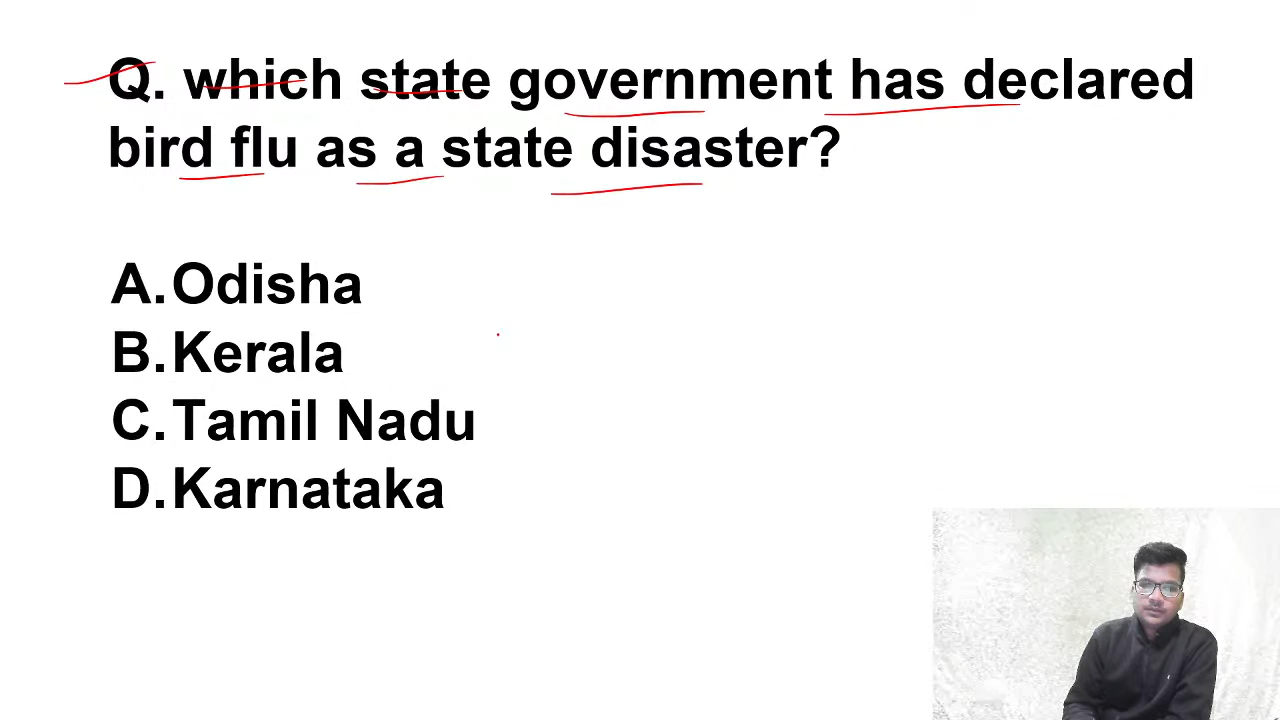 Q. which state government has declared
bird flu as a state disaster?
A. Odisha
B. Kerala
C. Tamil Nadu
D. Karnataka